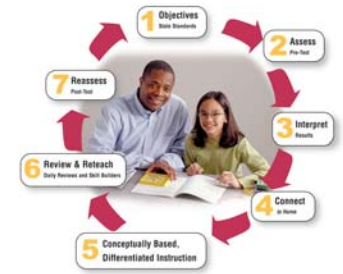 1 Objectives
State Standards
2 Assess
Pre-Test
3 Interpret
Results
4 Connect
in Home
5 Conceptually Based,
Differentiated Instruction
6 Review & Reteach
Daily Reviews and Skill Builders
7 Reassess
Post-Test